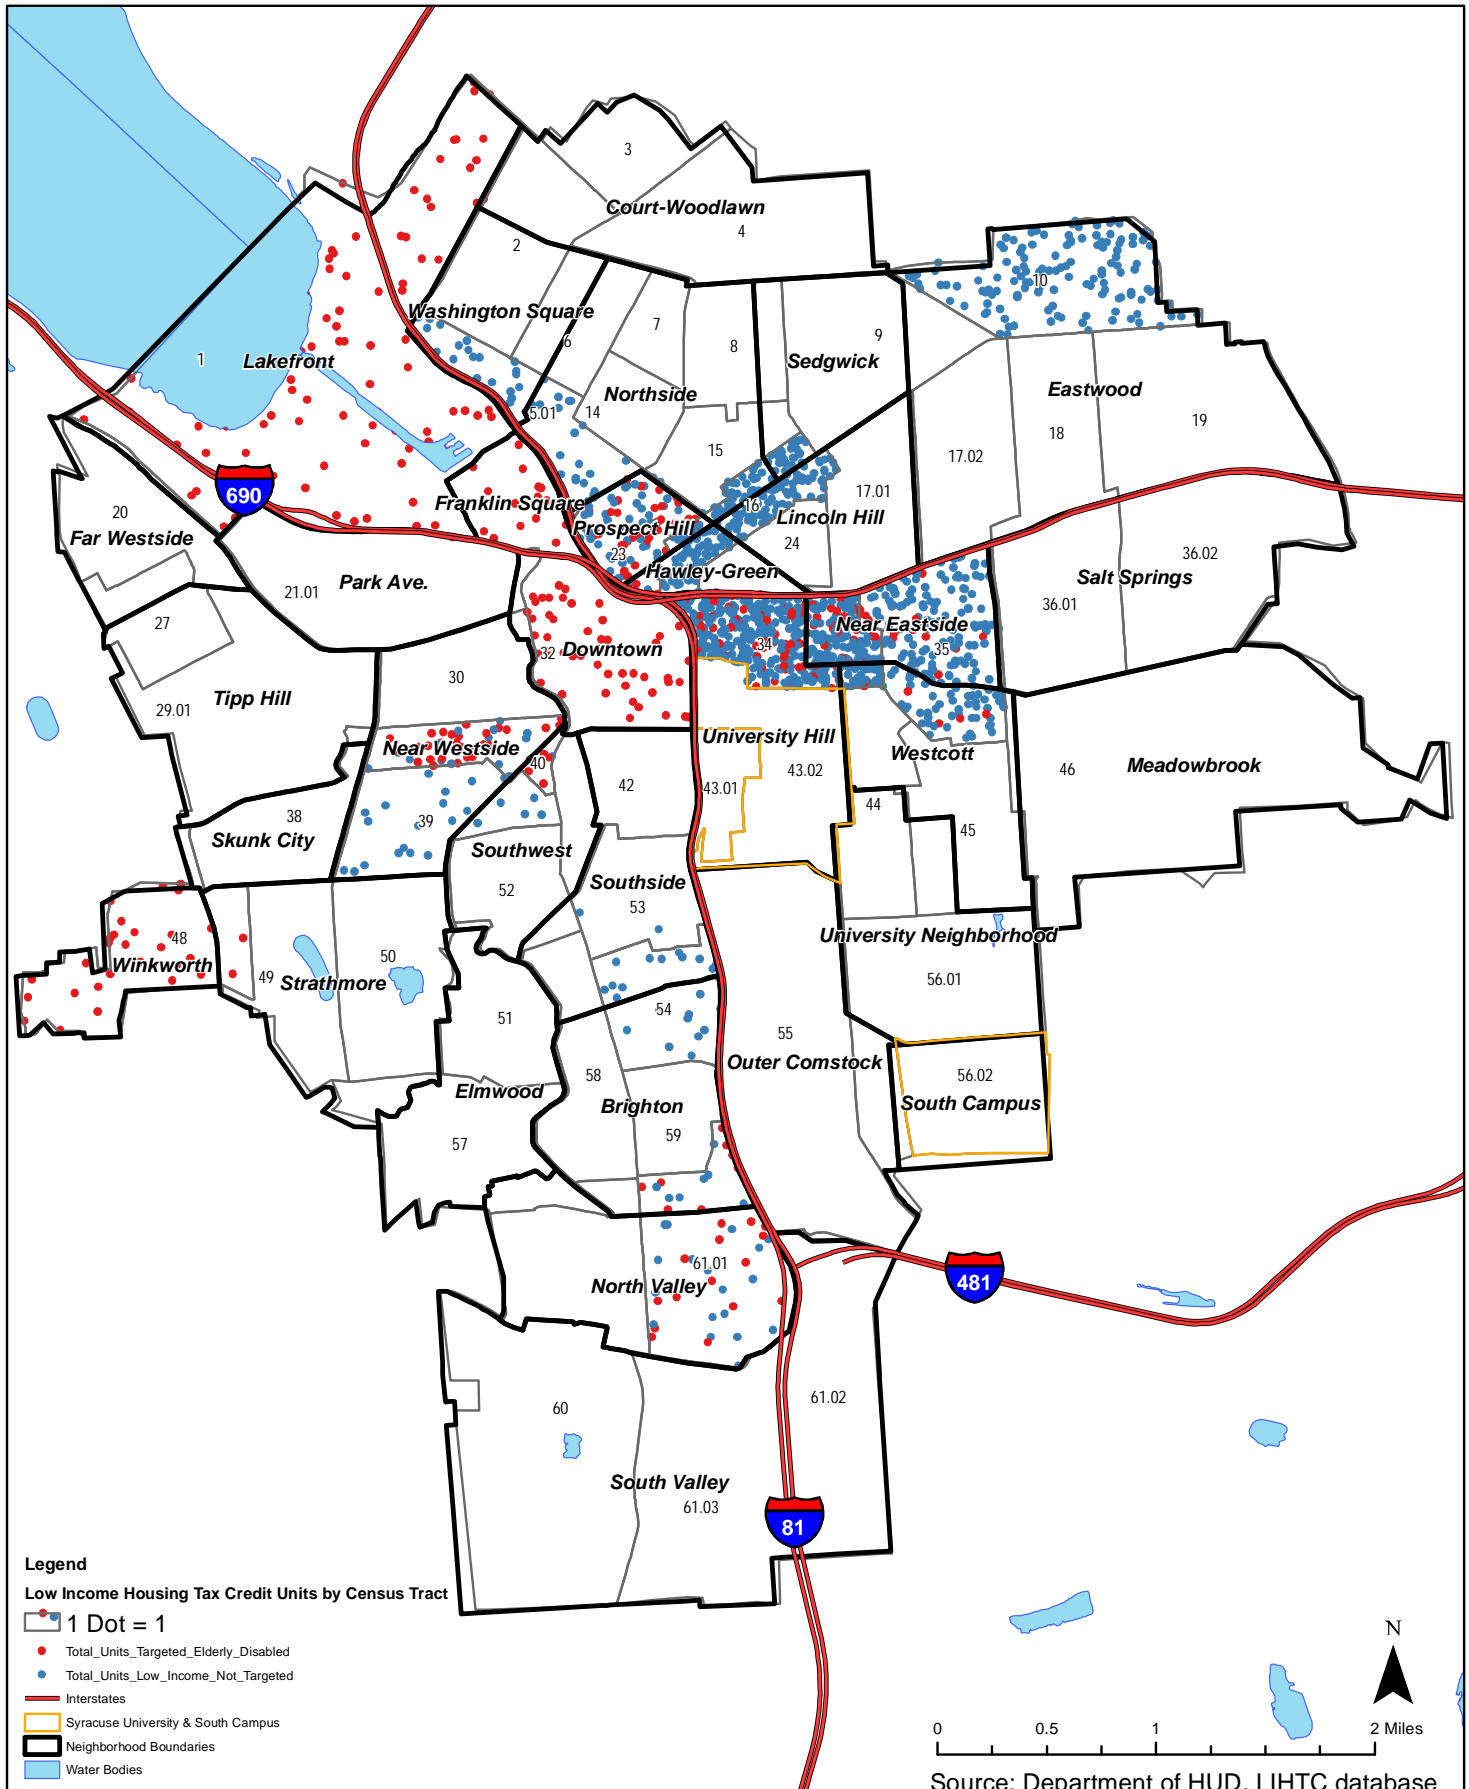 3
Court-Woodlawn
4
2
10
Washington Square
7
6
8
9
1
Lakefront
Sedgwick
Eastwood
Northside
5.01
14
19
18
15
17.02
690
17.01
Franklin Square
16
20
Prospect Hill
Lincoln Hill
Far Westside
24
23
36.02
Hawley-Green
Salt Springs
Park Ave.
21.01
36.01
27
Near Eastside
34
35
32
Downtown
30
Tipp Hill
29.01
University Hill
Near Westside
Westcott
40
46
Meadowbrook
43.02
42
43.01
44
38
39
45
Skunk City
Southwest
Southside
52
53
48
University Neighborhood
50
Winkworth
49
Strathmore
56.01
54
51
55
Outer Comstock
58
56.02
Elmwood
Brighton
South Campus
59
57
61.01
North Valley
481
61.02
60
South Valley
61.03
81
Legend
Low Income Housing Tax Credit Units by Census Tract
1 Dot = 1
Total_Units_Targeted_Elderly_Disabled
Total_Units_Low_Income_Not_Targeted
Interstates
Syracuse University & South Campus
Neighborhood Boundaries
Water Bodies
N
0 0.5 1 2 Miles
Source: Department of HUD, LIHTC database